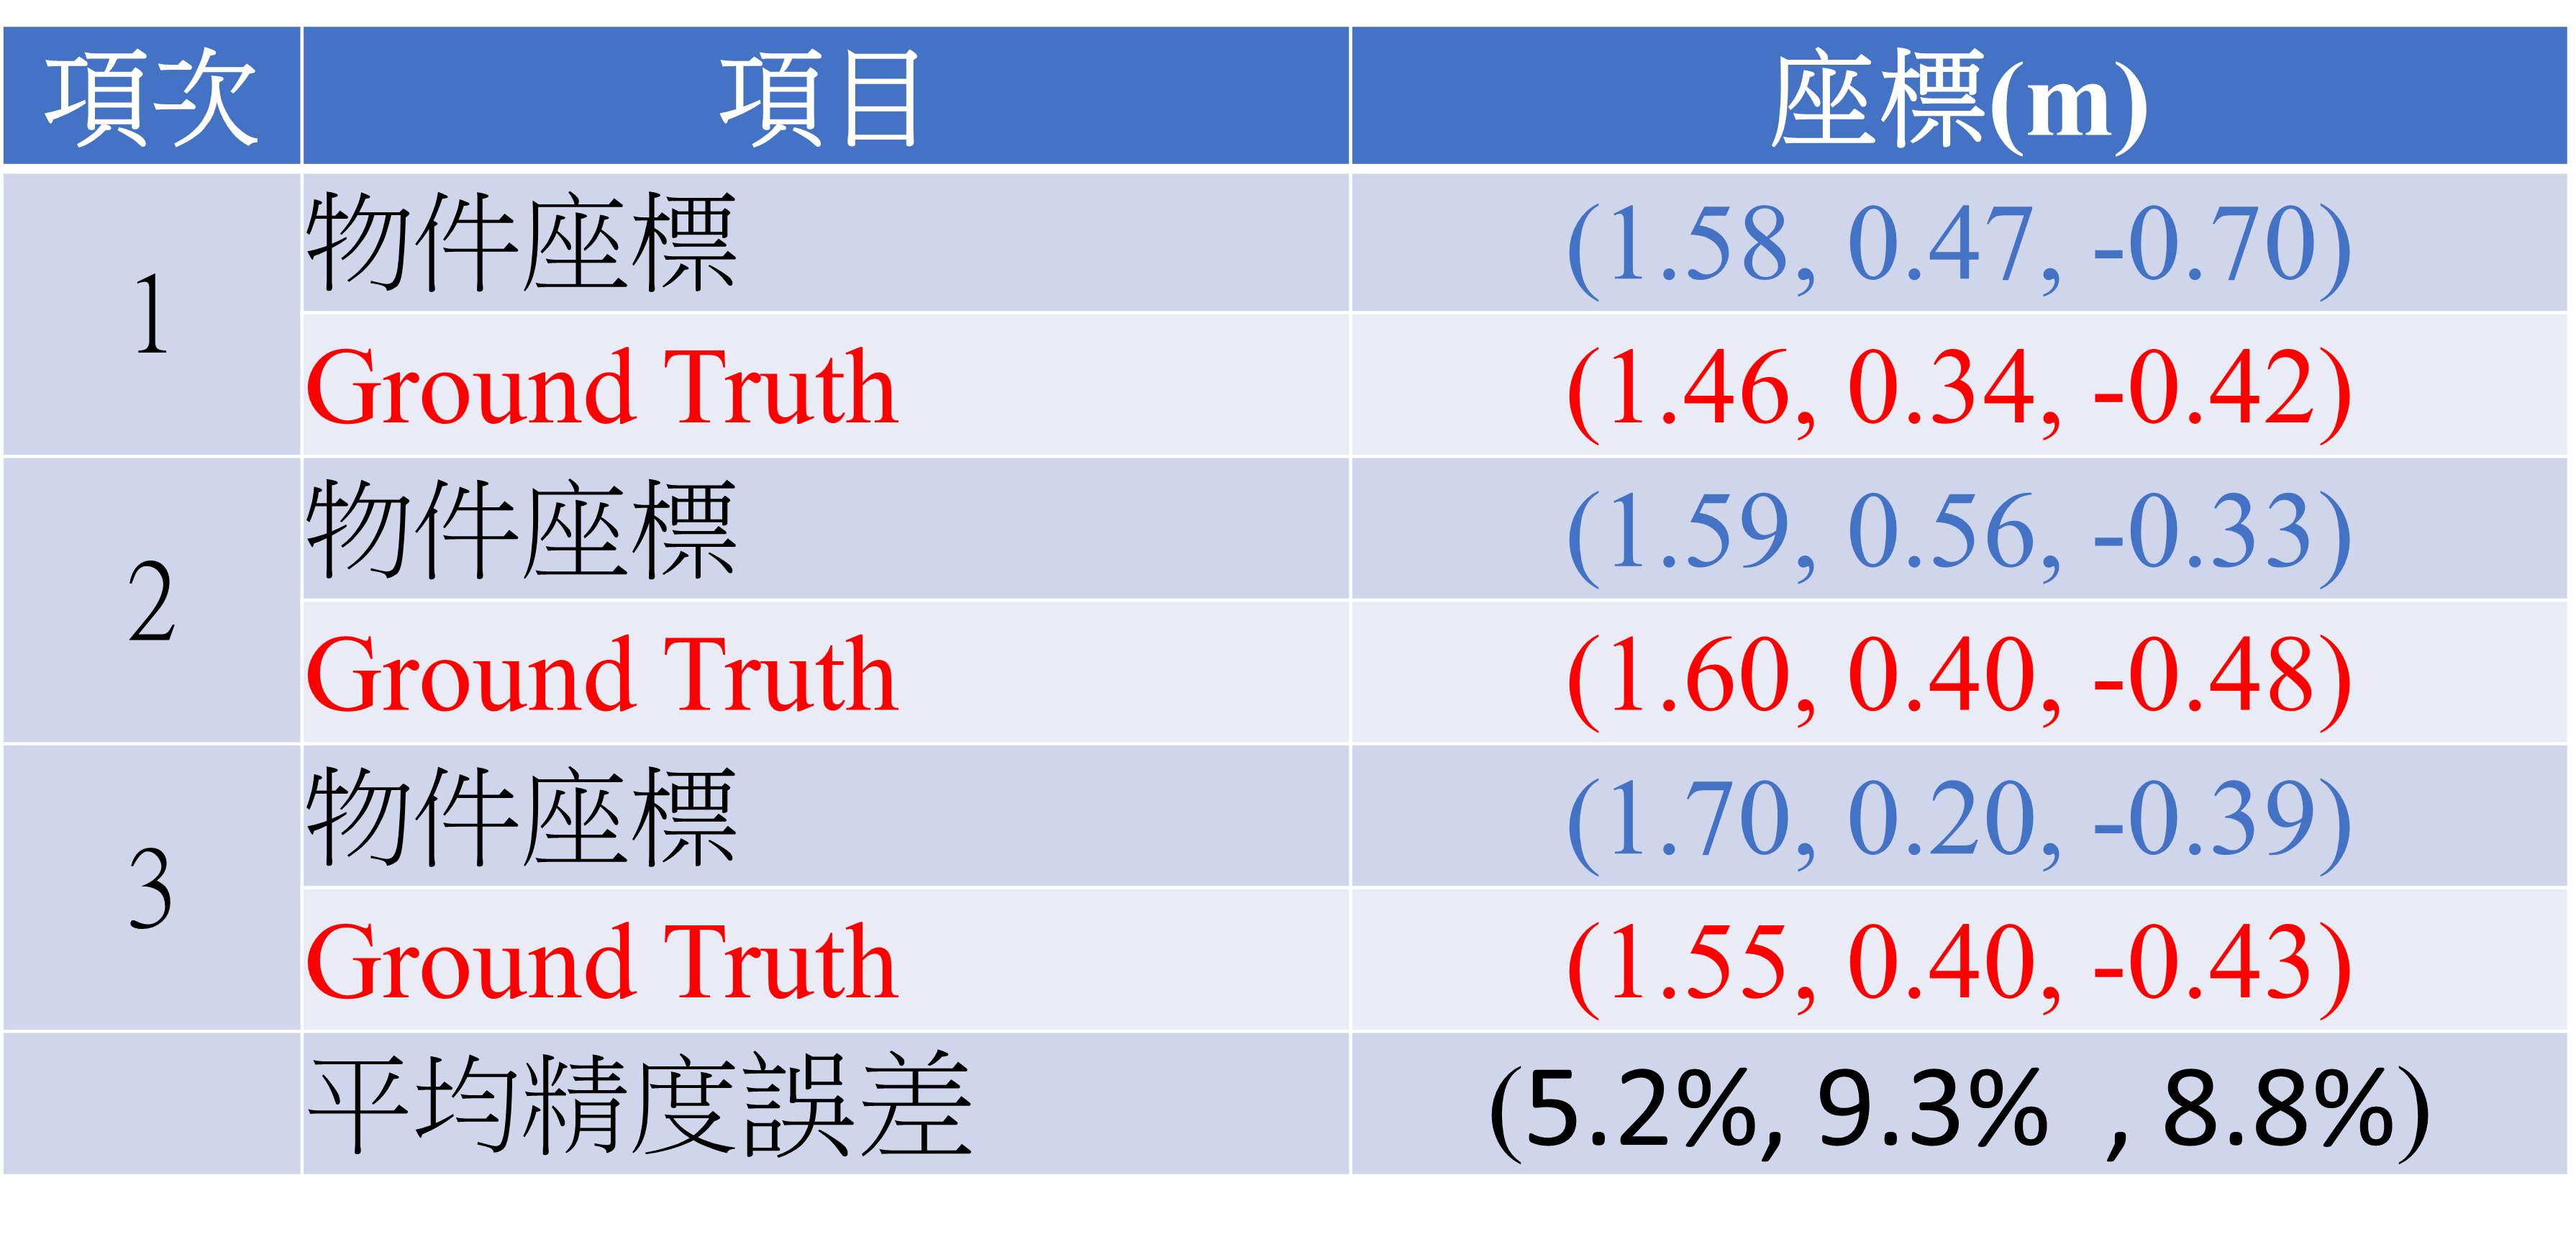 項次 項目 座標(m)
1 物件座標 (1.58, 0.47, -0.70)
Ground Truth (1.46, 0.34, -0.42)
2 物件座標 (1.59, 0.56, -0.33)
Ground Truth (1.60, 0.40, -0.48)
3 物件座標 (1.70, 0.20, -0.39)
Ground Truth (1.55, 0.40, -0.43)
平均精度誤差 (5.2%, 9.3% , 8.8%)